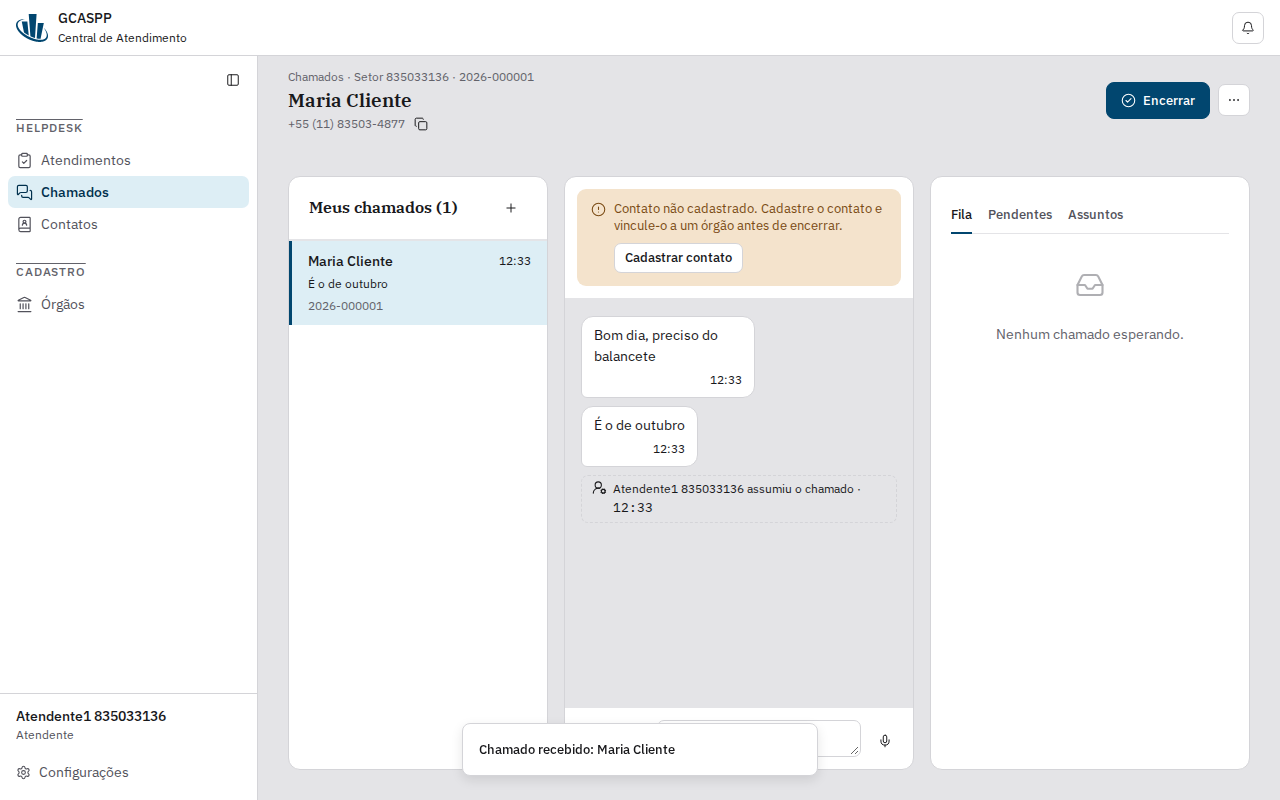 GCASPP
Central de Atendimento
HELPDESK
Atendimentos
Chamados
Contatos
CADASTRO
Órgãos
Atendente1 835033136
Atendente
Configurações
Chamados · Setor 835033136 · 2026-000001
Maria Cliente
+55 (11) 83503-4877
Encerrar
Meus chamados (1)
Maria Cliente 12:33
É o de outubro
2026-000001
Contato não cadastrado. Cadastre o contato e
vincule-o a um órgão antes de encerrar.
Cadastrar contato
Bom dia, preciso do
balancete
12:33
É o de outubro
12:33
Atendente1 835033136 assumiu o chamado ·
12:33
Chamado recebido: Maria Cliente
Fila Pendentes Assuntos
Nenhum chamado esperando.